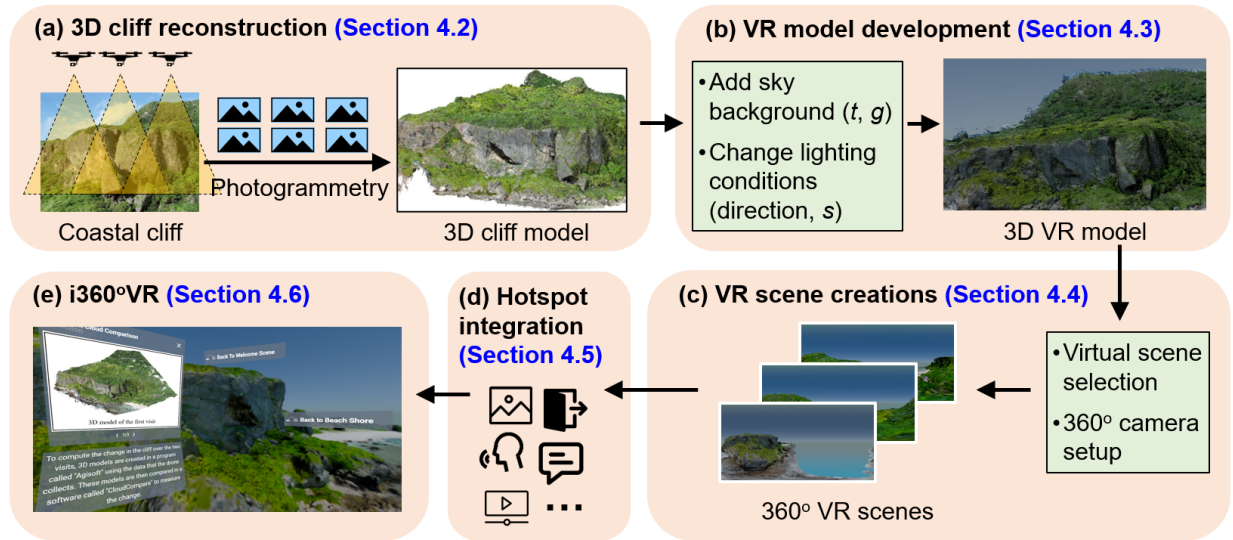 (a) 3D cliff reconstruction (Section 4.2)
Photogrammetry
Coastal cliff
3D cliff model
(b) VR model development (Section 4.3)
• Add sky
background (t, g)
• Change lighting
conditions
(direction, s)
3D VR model
(c) VR scene creations (Section 4.4)
• Virtual scene
selection
• 360° camera
setup
360° VR scenes
(d) Hotspot
integration
(Section 4.5)
...
(e) i360°VR (Section 4.6)
Cloud Comparison
Back To Welcome Scene
Back to Beach Shore
3D model of the first visit
1/3
To compute the change in the cliff over the two
visits, 3D models are created in a program
called "Agisoft" using the data that the drone
collects. These models are then compared in a
software called "CloudCompare" to measure
the change.